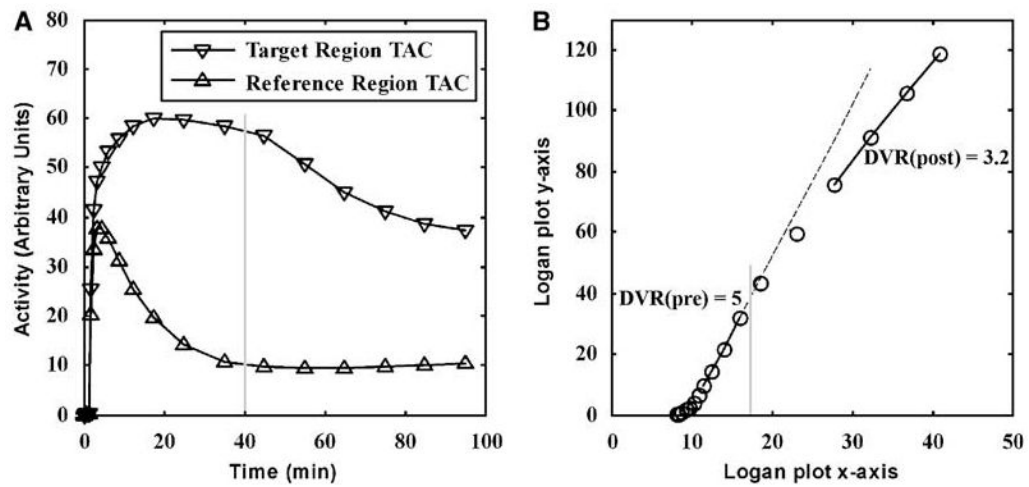 A
80
70
60
50
40
30
20
10
0
Activity (Arbitrary Units)
Target Region TAC
Reference Region TAC
0 20 40 60 80 100
Time (min)
B
120
100
80
60
40
20
0
Logan plot y-axis
DVR(post) = 3.2
DVR(pre) = 5
0 10 20 30 40 50
Logan plot x-axis